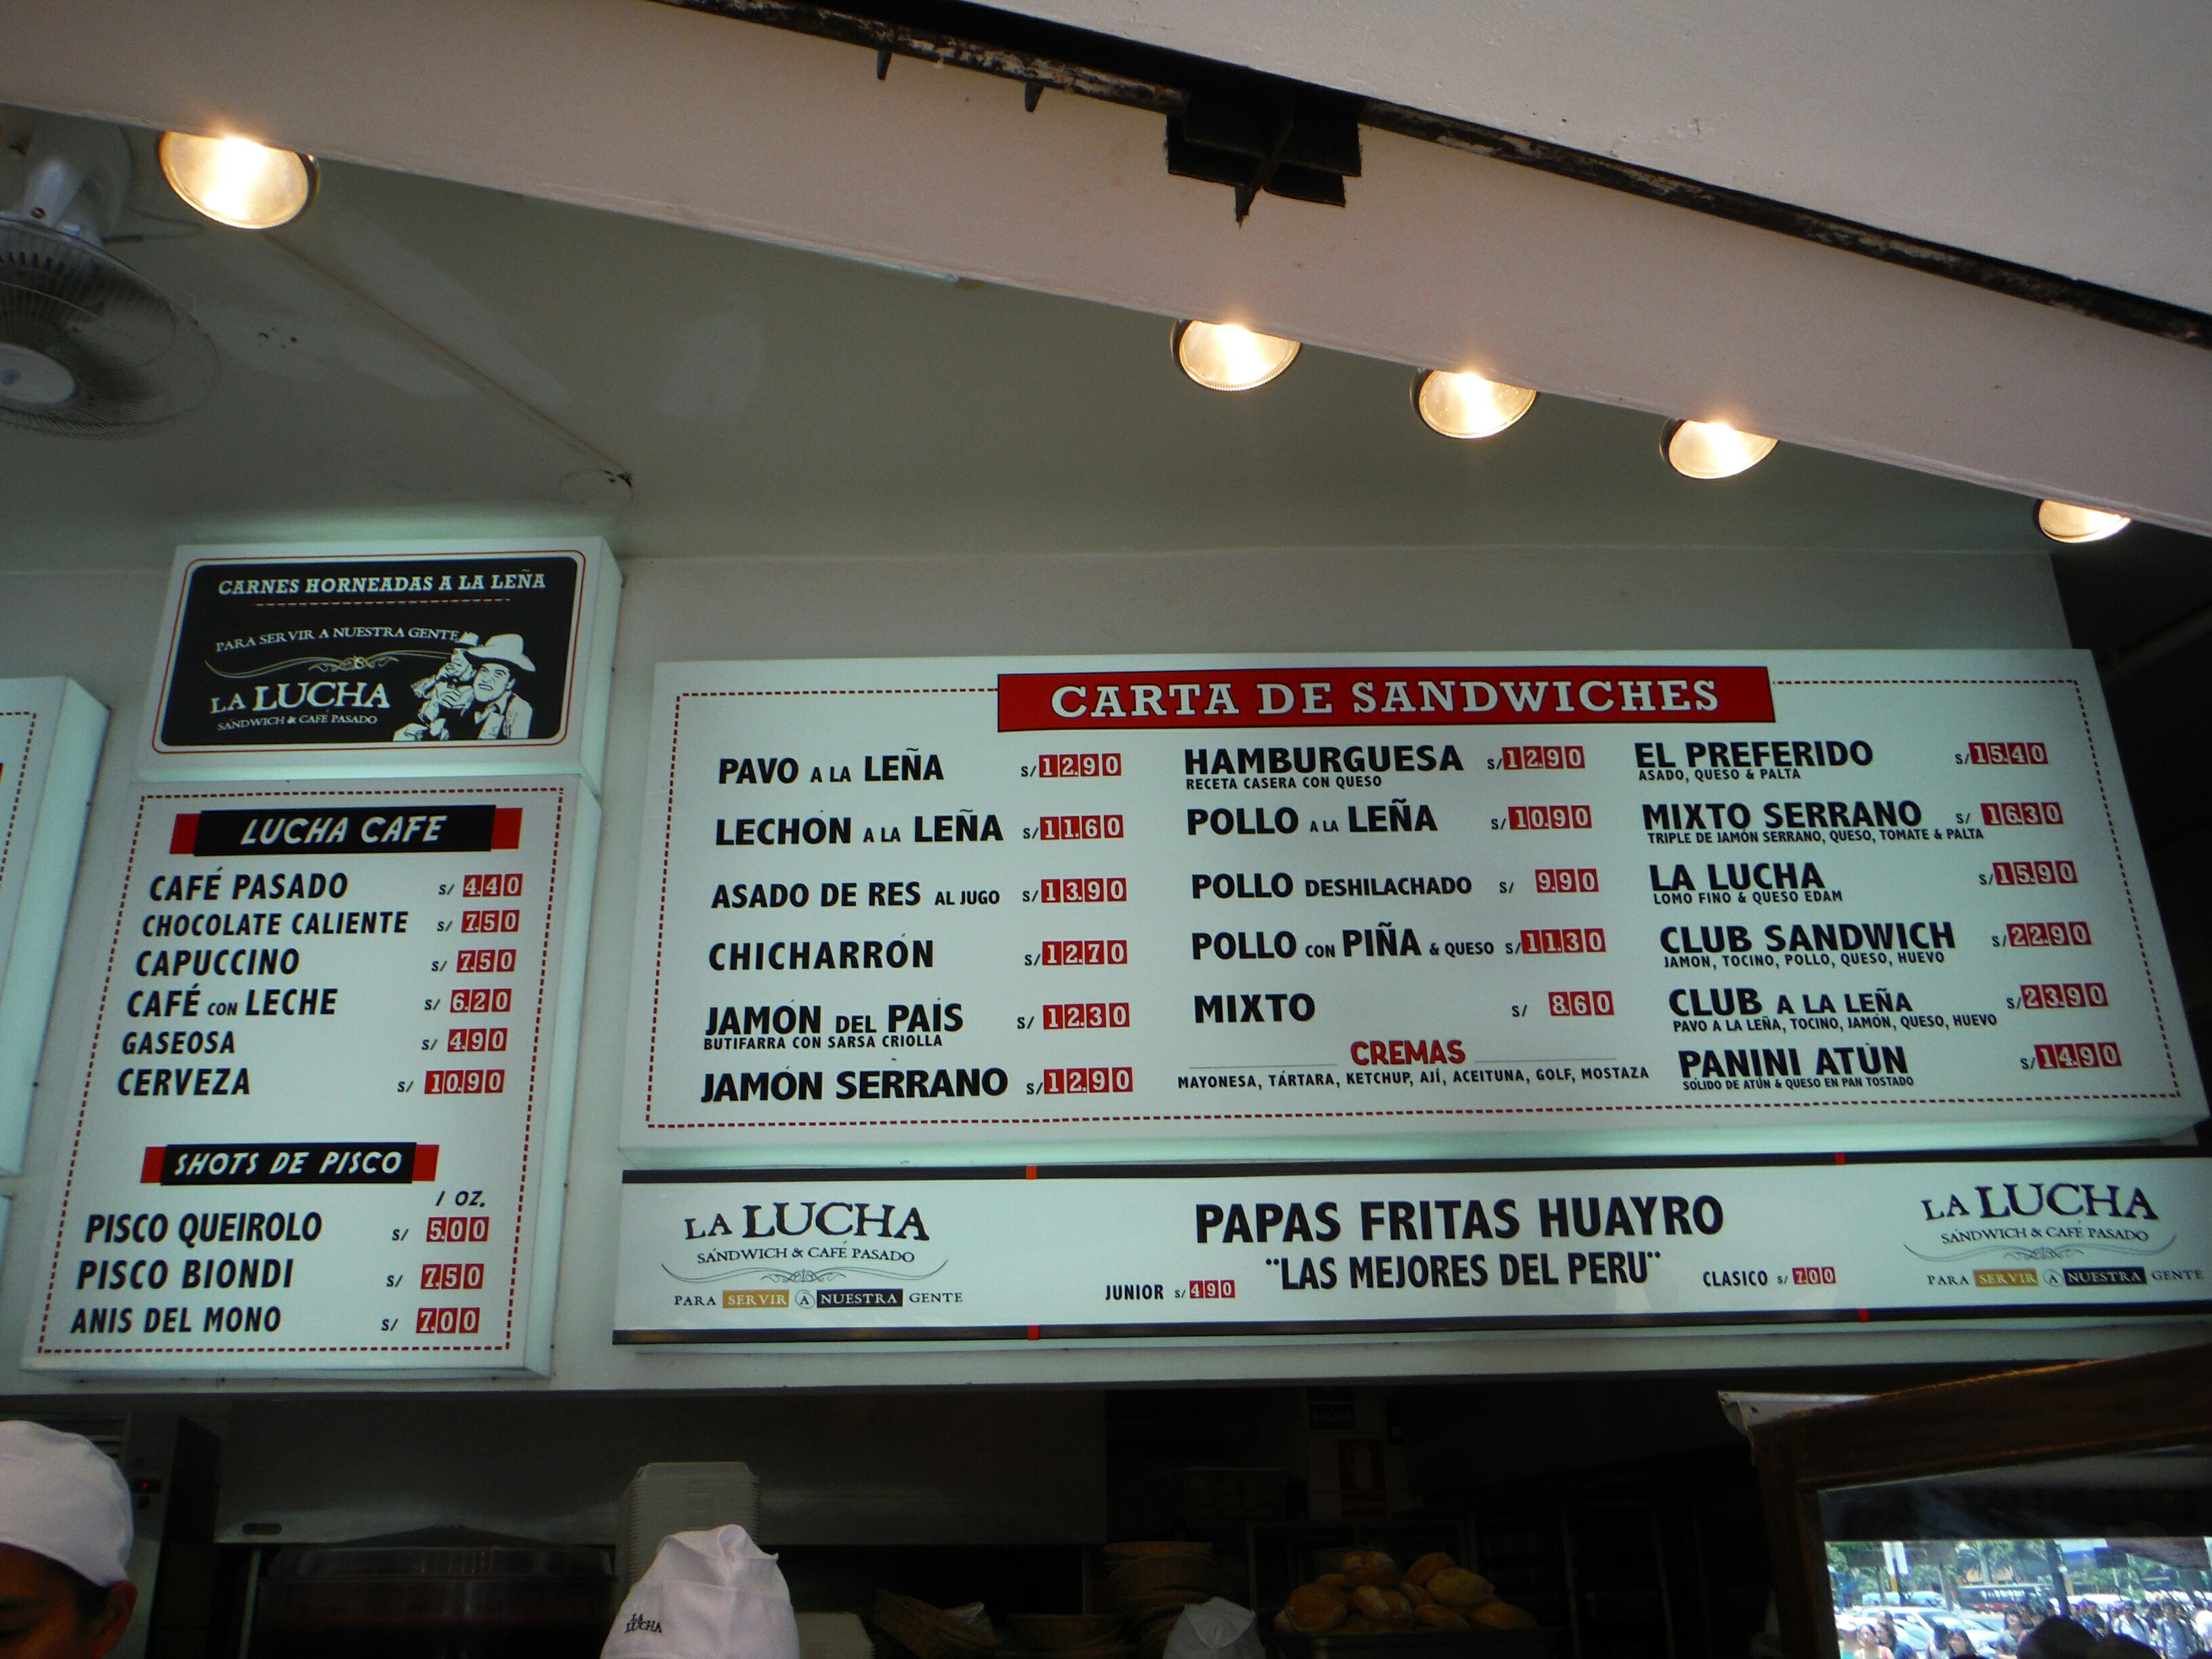 CARNES HORNEADAS A LA LEÑA
PARA SERVIR A NUESTRA GENTE
LA LUCHA
SÁNDWICH & CAFÉ PASADO
LUCHA CAFE
CAFÉ PASADO S/ 4.40
CHOCOLATE CALIENTE S/ 7.50
CAPUCCINO S/ 7.50
CAFÉ CON LECHE S/ 6.20
GASEOSA S/ 4.90
CERVEZA S/ 10.90
SHOTS DE PISCO
1 OZ.
PISCO QUEIROLO S/ 5.00
PISCO BIONDI S/ 7.50
ANIS DEL MONO S/ 7.00
CARTA DE SANDWICHES
PAVO A LA LEÑA S/ 12.90
LECHÓN A LA LEÑA S/ 11.60
ASADO DE RES AL JUGO S/ 13.90
CHICHARRÓN S/ 12.70
JAMÓN DEL PAÍS S/ 12.30
BUTIFARRA CON SARSA CRIOLLA
JAMÓN SERRANO S/ 12.90
HAMBURGUESA S/ 12.90
RECETA CASERA CON QUESO
POLLO A LA LEÑA S/ 10.90
POLLO DESHILACHADO S/ 9.90
POLLO CON PIÑA & QUESO S/ 11.30
MIXTO S/ 8.60
CREMAS
MAYONESA, TÁRTARA, KETCHUP, AJÍ, ACEITUNA, GOLF, MOSTAZA
EL PREFERIDO S/ 15.40
ASADO, QUESO & PALTA
MIXTO SERRANO S/ 16.30
TRIPLE DE JAMÓN SERRANO, QUESO, TOMATE & PALTA
LA LUCHA S/ 15.90
LOMO FINO & QUESO EDAM
CLUB SANDWICH S/ 22.90
JAMON, TOCINO, POLLO, QUESO, HUEVO
CLUB A LA LEÑA S/ 23.90
PAVO A LA LEÑA, TOCINO, JAMÓN, QUESO, HUEVO
PANINI ATÚN S/ 14.90
SÓLIDO DE ATÚN & QUESO EN PAN TOSTADO
LA LUCHA
SÁNDWICH & CAFÉ PASADO
PARA SERVIR A NUESTRA GENTE
PAPAS FRITAS HUAYRO
¨LAS MEJORES DEL PERU¨
JUNIOR S/ 4.90
CLASICO S/ 7.00
LA LUCHA
SÁNDWICH & CAFÉ PASADO
PARA SERVIR A NUESTRA GENTE
SALIDA
LA
LUCHA